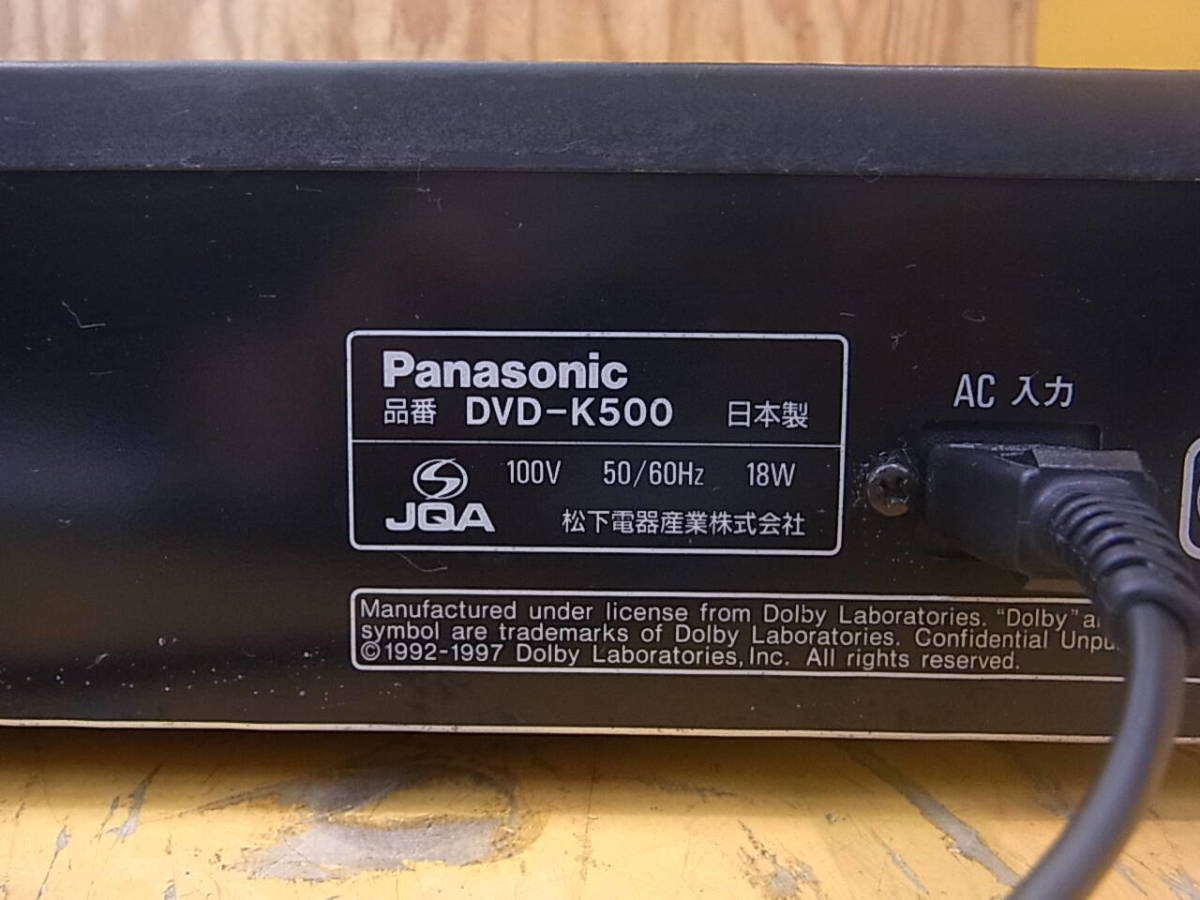 Panasonic
品番 DVD-K500 日本製
100V 50/60Hz 18W
JQA 松下電器産業株式会社
AC 入力
Manufactured under license from Dolby Laboratories. "Dolby"
symbol are trademarks of Dolby Laboratories. Confidential
©1992-1997 Dolby Laboratories, Inc. All rights reserved.